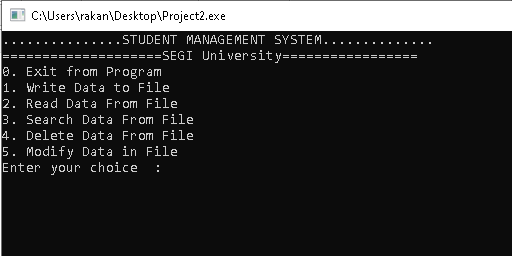 C:\Users\rakan\Desktop\Project2.exe
...............STUDENT MANAGEMENT SYSTEM..............
====================SEGI University=================
0. Exit from Program
1. Write Data to File
2. Read Data From File
3. Search Data From File
4. Delete Data From File
5. Modify Data in File
Enter your choice  :